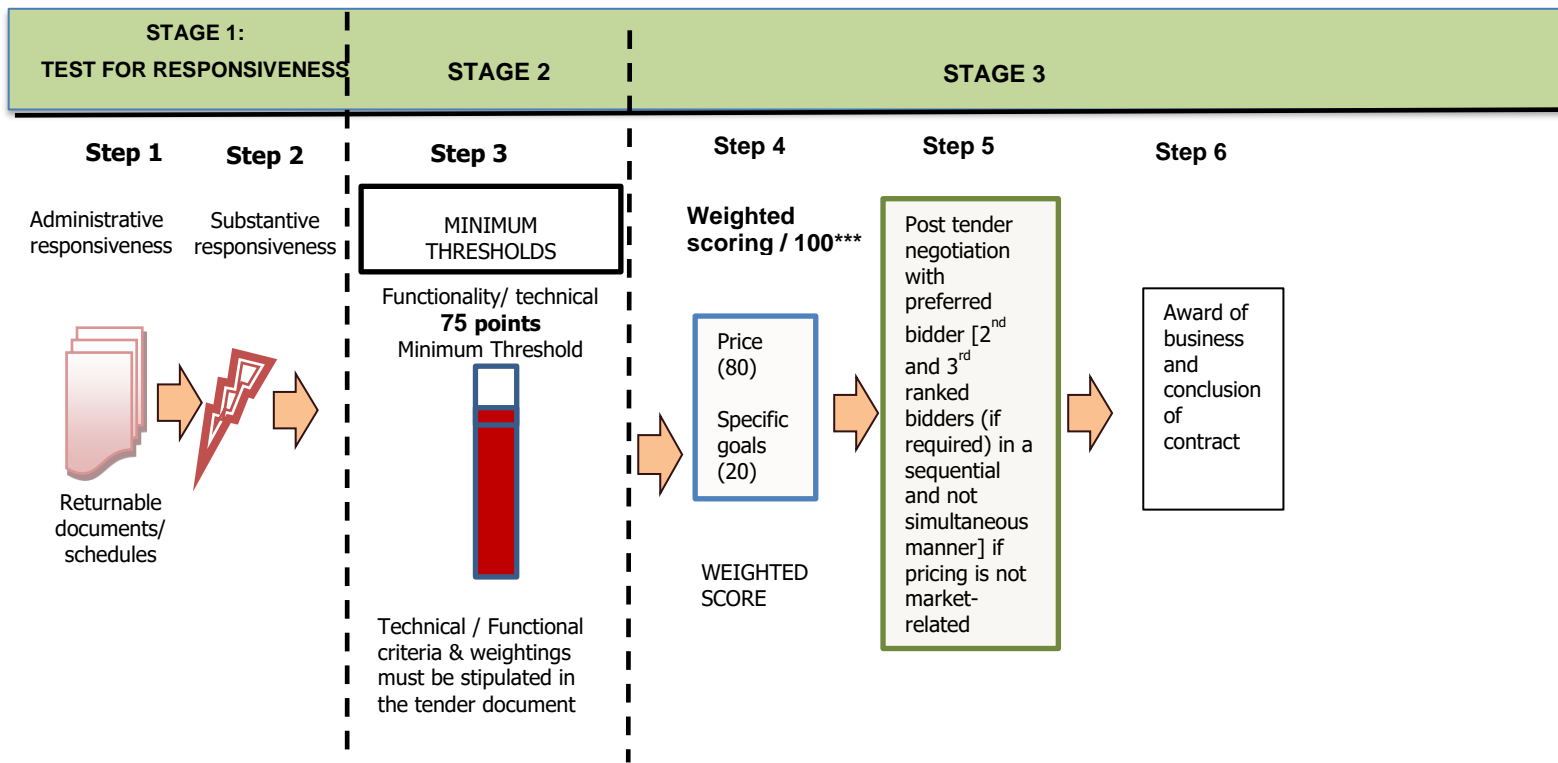 STAGE 1:
TEST FOR RESPONSIVENESS
STAGE 2
STAGE 3
Step 1
Step 2
Step 3
Step 4
Step 5
Step 6
Administrative
responsiveness
Returnable
documents/
schedules
Substantive
responsiveness
MINIMUM
THRESHOLDS
Functionality/ technical
75 points
Minimum Threshold
Technical / Functional
criteria & weightings
must be stipulated in
the tender document
Weighted
scoring / 100***
Price
(80)
Specific
goals
(20)
WEIGHTED
SCORE
Post tender
negotiation
with
preferred
bidder [2nd
and 3rd
ranked
bidders (if
required) in a
sequential
and not
simultaneous
manner] if
pricing is not
market-
related
Award of
business
and
conclusion
of
contract